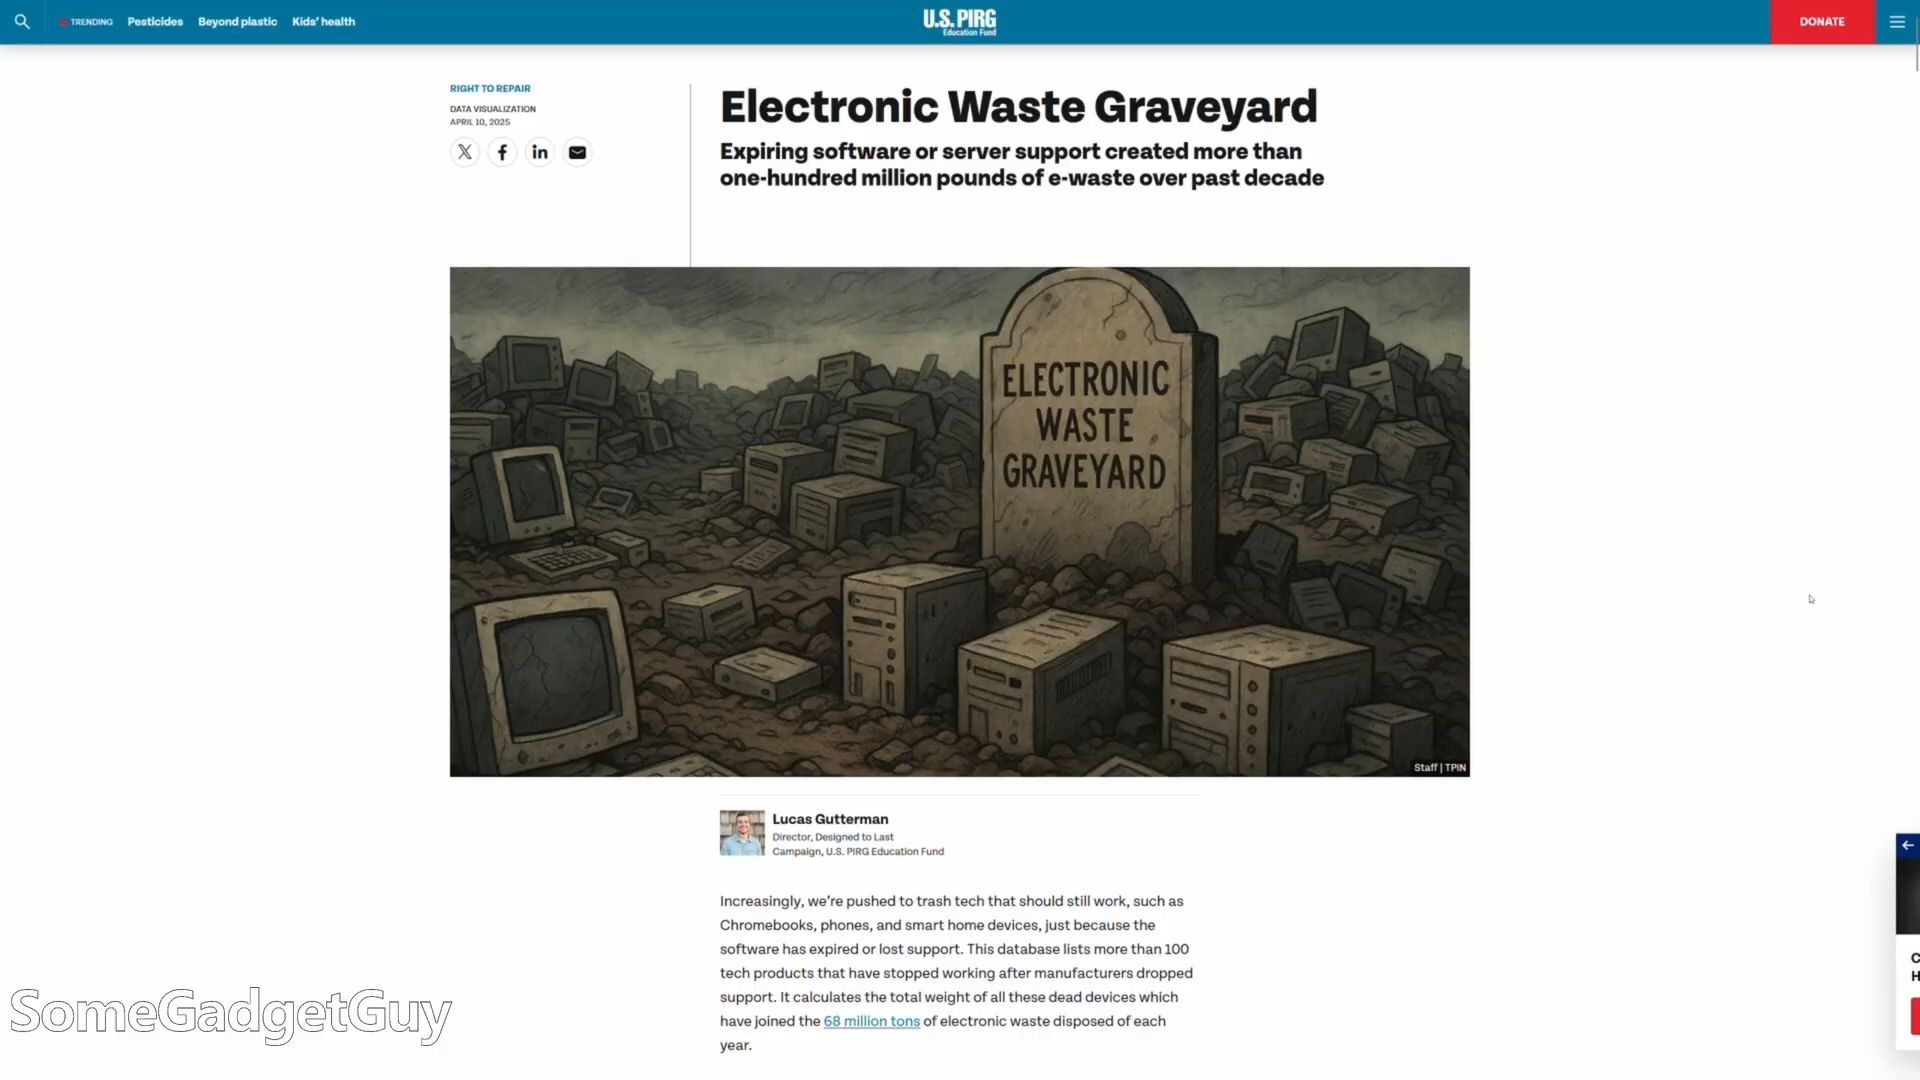 TRENDING
Pesticides
Beyond plastic
Kids' health
U.S. PIRG
Education Fund
DONATE
RIGHT TO REPAIR
DATA VISUALIZATION
APRIL 10, 2025
Electronic Waste Graveyard
Expiring software or server support created more than
one-hundred million pounds of e-waste over past decade
ELECTRONIC
WASTE
GRAVEYARD
Staff | TPIN
Lucas Gutterman
Director, Designed to Last
Campaign, U.S. PIRG Education Fund
Increasingly, we're pushed to trash tech that should still work, such as
Chromebooks, phones, and smart home devices, just because the
software has expired or lost support. This database lists more than 100
tech products that have stopped working after manufacturers dropped
support. It calculates the total weight of all these dead devices which
have joined the 68 million tons of electronic waste disposed of each
year.
SomeGadgetGuy